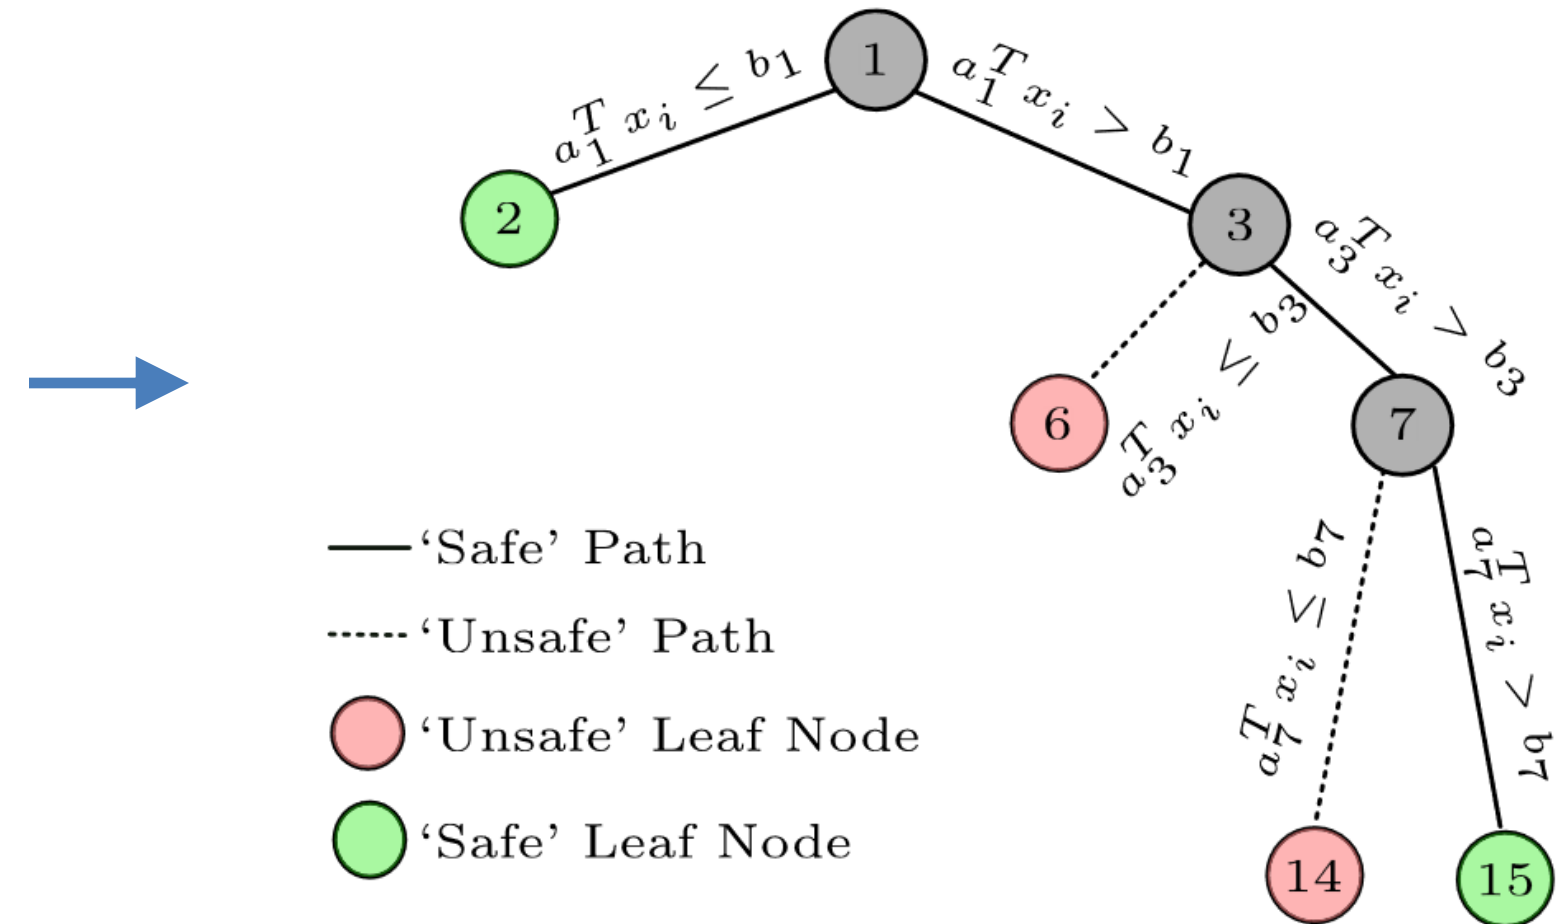 1
a_1^T x_i ≤ b_1
a_1^T x_i > b_1
2
3
a_3^T x_i ≤ b_3
a_3^T x_i > b_3
6
7
a_7^T x_i ≤ b_7
a_7^T x_i > b_7
14
15
‘Safe’ Path
‘Unsafe’ Path
‘Unsafe’ Leaf Node
‘Safe’ Leaf Node